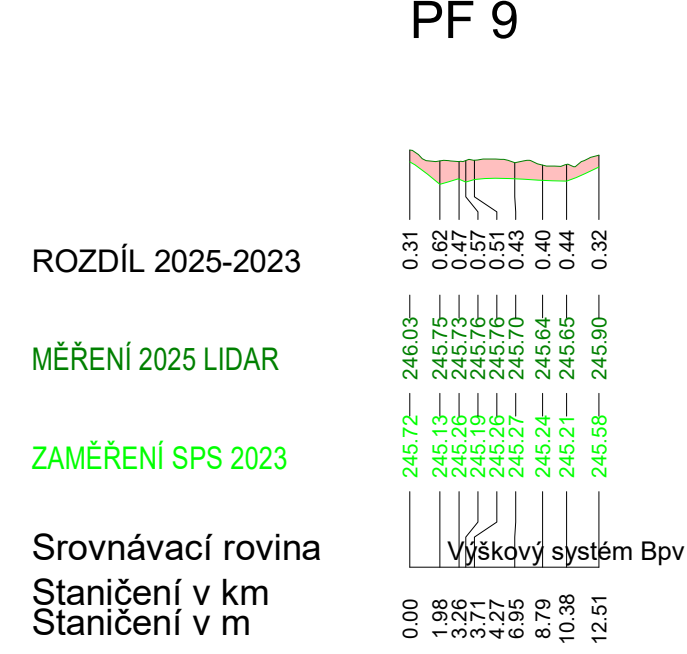 PF 9
ROZDÍL 2025-2023 0.31 0.62 0.47 0.57 0.51 0.43 0.40 0.44 0.32
MĚŘENÍ 2025 LIDAR 246.03 245.75 245.73 245.76 245.76 245.70 245.64 245.65 245.90
ZAMĚŘENÍ SPS 2023 245.72 245.13 245.26 245.19 245.26 245.27 245.24 245.21 245.58
Srovnávací rovina Výškový systém Bpv
Staničení v km
Staničení v m 0.00 1.98 3.26 3.71 4.27 6.95 8.79 10.38 12.51